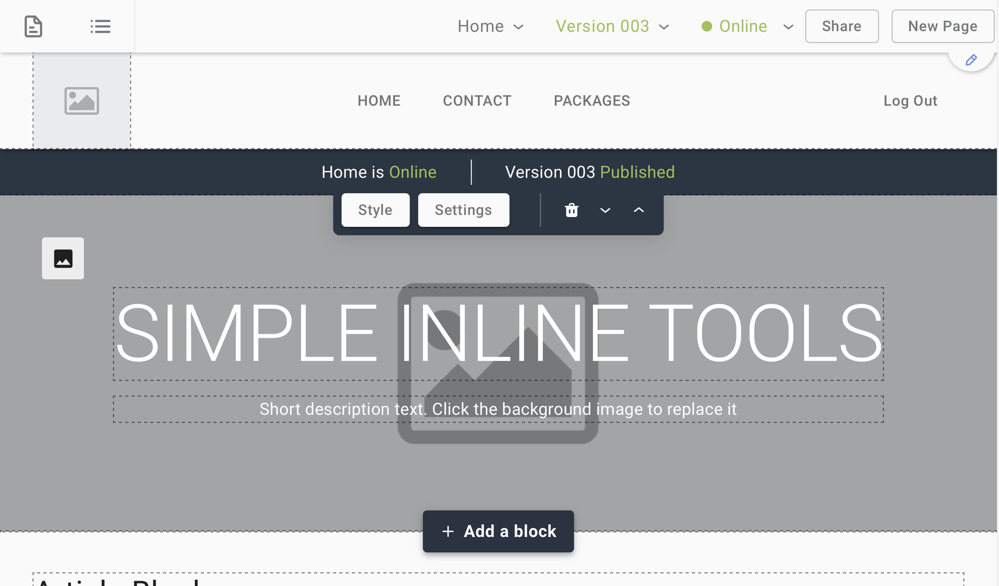 Home Version 003 Online Share New Page
HOME CONTACT PACKAGES Log Out
Home is Online Version 003 Published
Style Settings
SIMPLE INLINE TOOLS
Short description text. Click the background image to replace it
+ Add a block